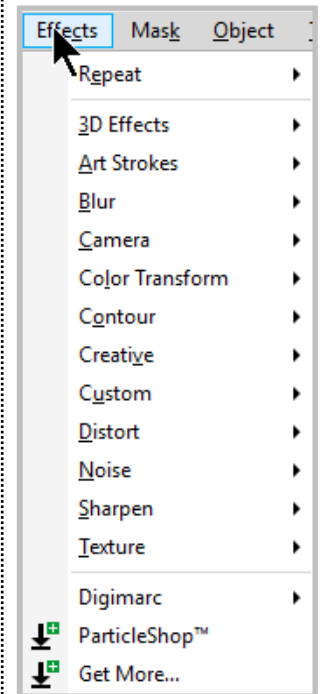 Effects Mask Object
Repeat
3D Effects
Art Strokes
Blur
Camera
Color Transform
Contour
Creative
Custom
Distort
Noise
Sharpen
Texture
Digimarc
ParticleShop™
Get More...